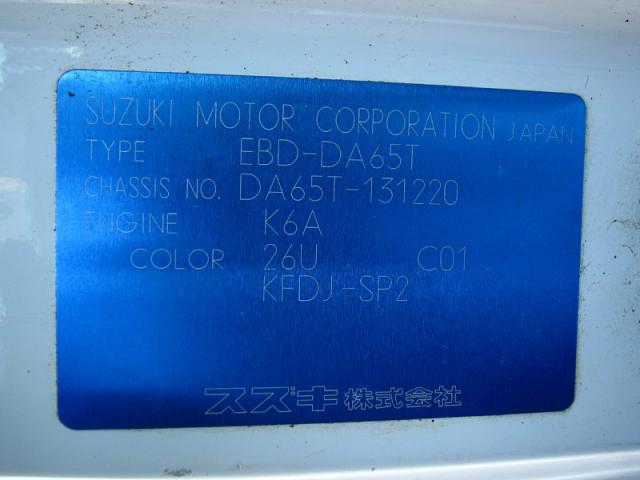 SUZUKI MOTOR CORPORATION JAPAN
TYPE EBD-DA65T
CHASSIS NO. DA65T-131220
ENGINE K6A
COLOR 26U C01
KFDJ-SP2
スズキ株式会社